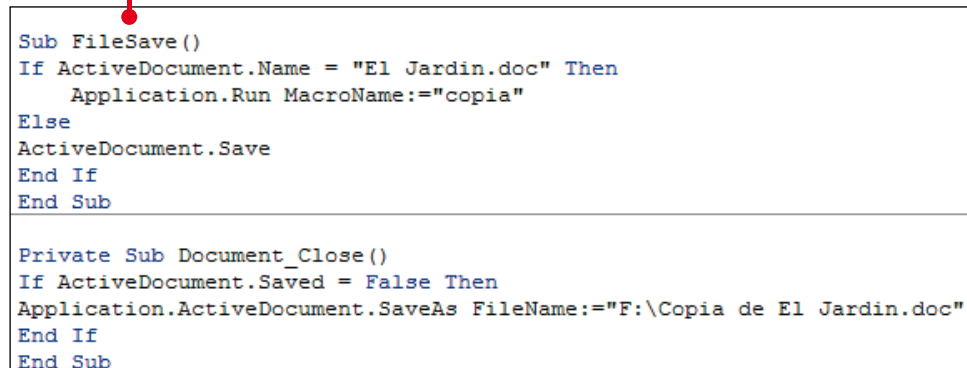 Sub FileSave()
If ActiveDocument.Name = "El Jardin.doc" Then
    Application.Run MacroName:="copia"
Else
ActiveDocument.Save
End If
End Sub
Private Sub Document_Close()
If ActiveDocument.Saved = False Then
Application.ActiveDocument.SaveAs FileName:="F:\Copia de El Jardin.doc"
End If
End Sub